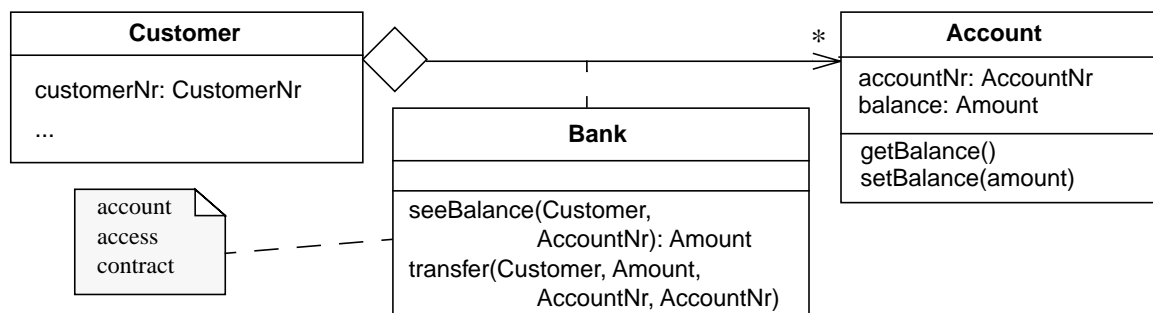 Customer
customerNr: CustomerNr
...
*
Account
accountNr: AccountNr
balance: Amount
getBalance()
setBalance(amount)
Bank
seeBalance(Customer,
AccountNr): Amount
transfer(Customer, Amount,
AccountNr, AccountNr)
account
access
contract